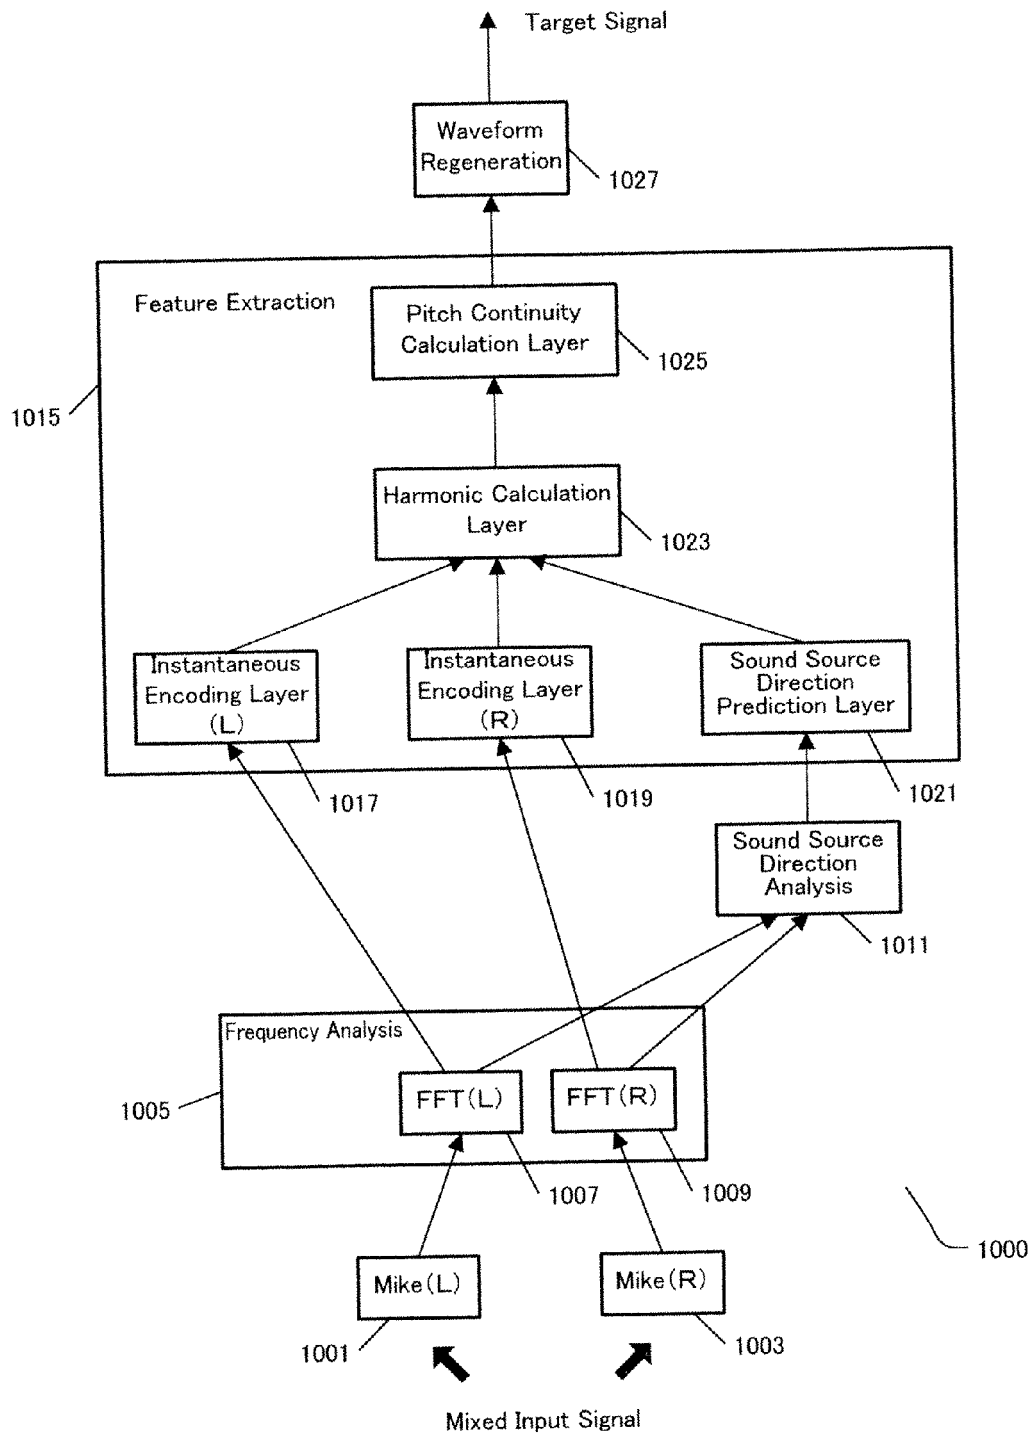 Target Signal
Waveform
Regeneration
1027
Feature Extraction
Pitch Continuity
Calculation Layer
1025
1015
Harmonic Calculation
Layer
1023
Instantaneous
Encoding Layer
(L)
1017
Instantaneous
Encoding Layer
(R)
1019
Sound Source
Direction
Prediction Layer
1021
Sound Source
Direction
Analysis
1011
Frequency Analysis
1005
FFT(L)
1007
FFT(R)
1009
1000
Mike(L)
1001
Mike(R)
1003
Mixed Input Signal